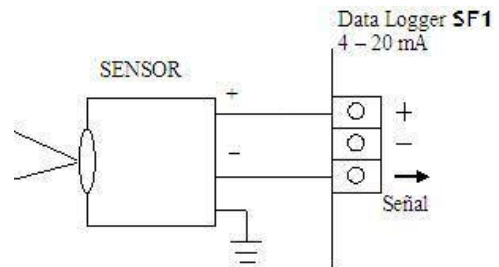 Data Logger SF1
4 – 20 mA
SENSOR
+
+
–
–
Señal